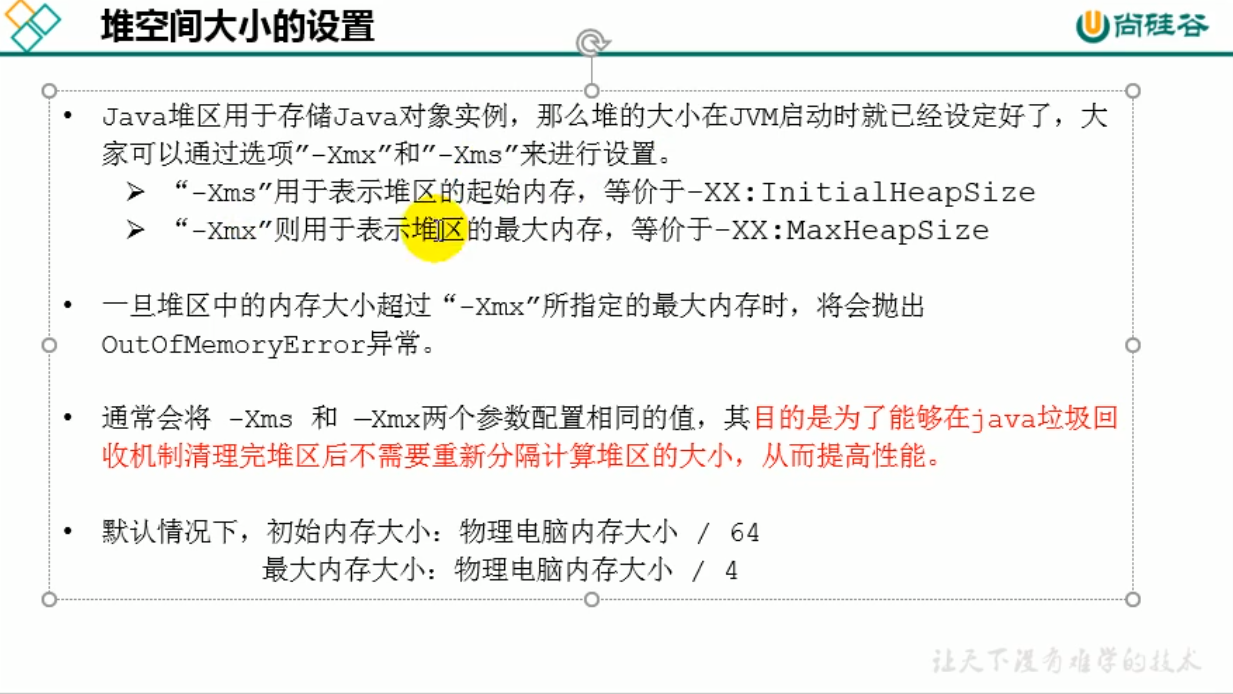 堆空间大小的设置
尚硅谷
• Java堆区用于存储Java对象实例，那么堆的大小在JVM启动时就已经设定好了，大
家可以通过选项"-Xmx"和"-Xms"来进行设置。
➢ “-Xms"用于表示堆区的起始内存，等价于-XX:InitialHeapSize
➢ “-Xmx"则用于表示堆区的最大内存，等价于-XX:MaxHeapSize
• 一旦堆区中的内存大小超过“-Xmx"所指定的最大内存时，将会抛出
OutOfMemoryError异常。
• 通常会将 -Xms 和 –Xmx两个参数配置相同的值，其目的是为了能够在java垃圾回
收机制清理完堆区后不需要重新分隔计算堆区的大小，从而提高性能。
• 默认情况下，初始内存大小：物理电脑内存大小 / 64
最大内存大小：物理电脑内存大小 / 4
让天下没有难学的技术